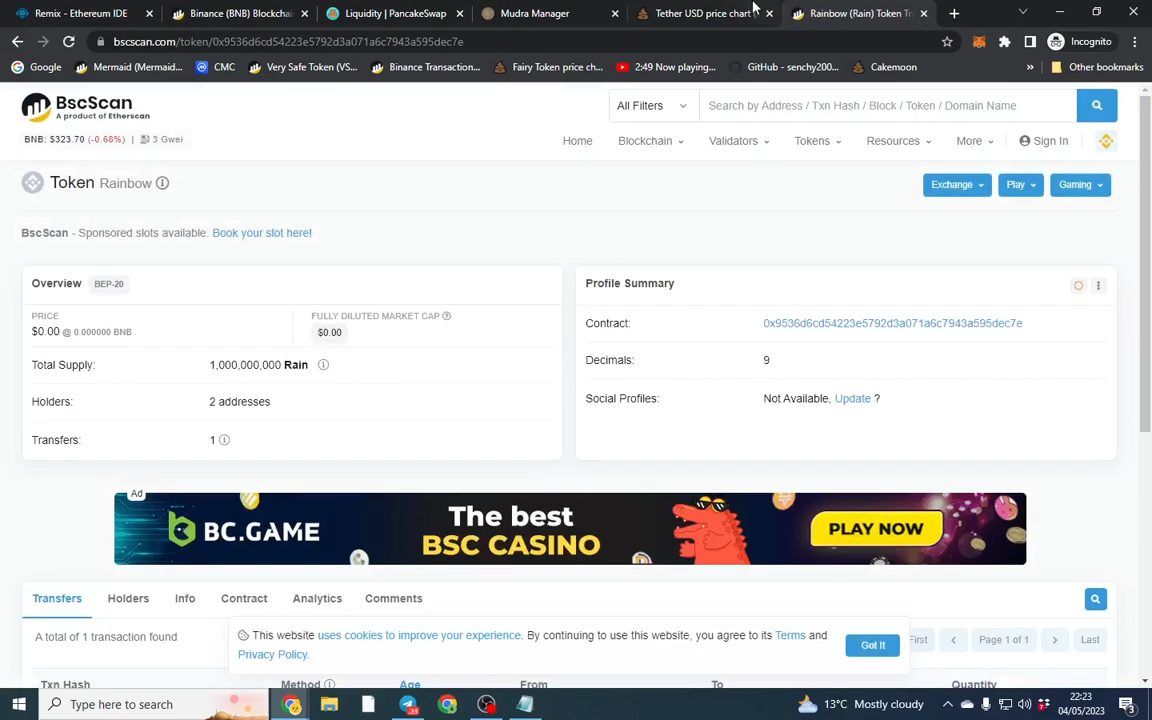 Remix - Ethereum IDE
Binance (BNB) Blockchai
Liquidity | PancakeSwap
Mudra Manager
Tether USD price chart
Rainbow (Rain) Token T
bscscan.com/token/0x9536d6cd54223e5792d3a071a6c7943a595dec7e
Incognito
Google
Mermaid (Mermaid...
CMC
Very Safe Token (VS...
Binance Transaction...
Fairy Token price ch...
2:49 Now playing...
GitHub - senchy200...
Cakemoon
»
Other bookmarks
BscScan
A product of Etherscan
All Filters
Search by Address / Txn Hash / Block / Token / Domain Name
BNB: $323.70 (-0.68%) | 3 Gwei
Home
Blockchain
Validators
Tokens
Resources
More
Sign In
Token Rainbow
Exchange
Play
Gaming
BscScan - Sponsored slots available. Book your slot here!
Overview BEP-20
PRICE
$0.00 @ 0.000000 BNB
FULLY DILUTED MARKET CAP
$0.00
Total Supply: 1,000,000,000 Rain
Holders: 2 addresses
Transfers: 1
Profile Summary
Contract: 0x9536d6cd54223e5792d3a071a6c7943a595dec7e
Decimals: 9
Social Profiles: Not Available, Update ?
Ad
BC.GAME
The best
BSC CASINO
PLAY NOW
Transfers
Holders
Info
Contract
Analytics
Comments
A total of 1 transaction found
First
Page 1 of 1
Last
This website uses cookies to improve your experience. By continuing to use this website, you agree to its Terms and
Privacy Policy.
Got It
Txn Hash
Method
Age
From
To
Quantity
Type here to search
13°C Mostly cloudy
22:23
04/05/2023